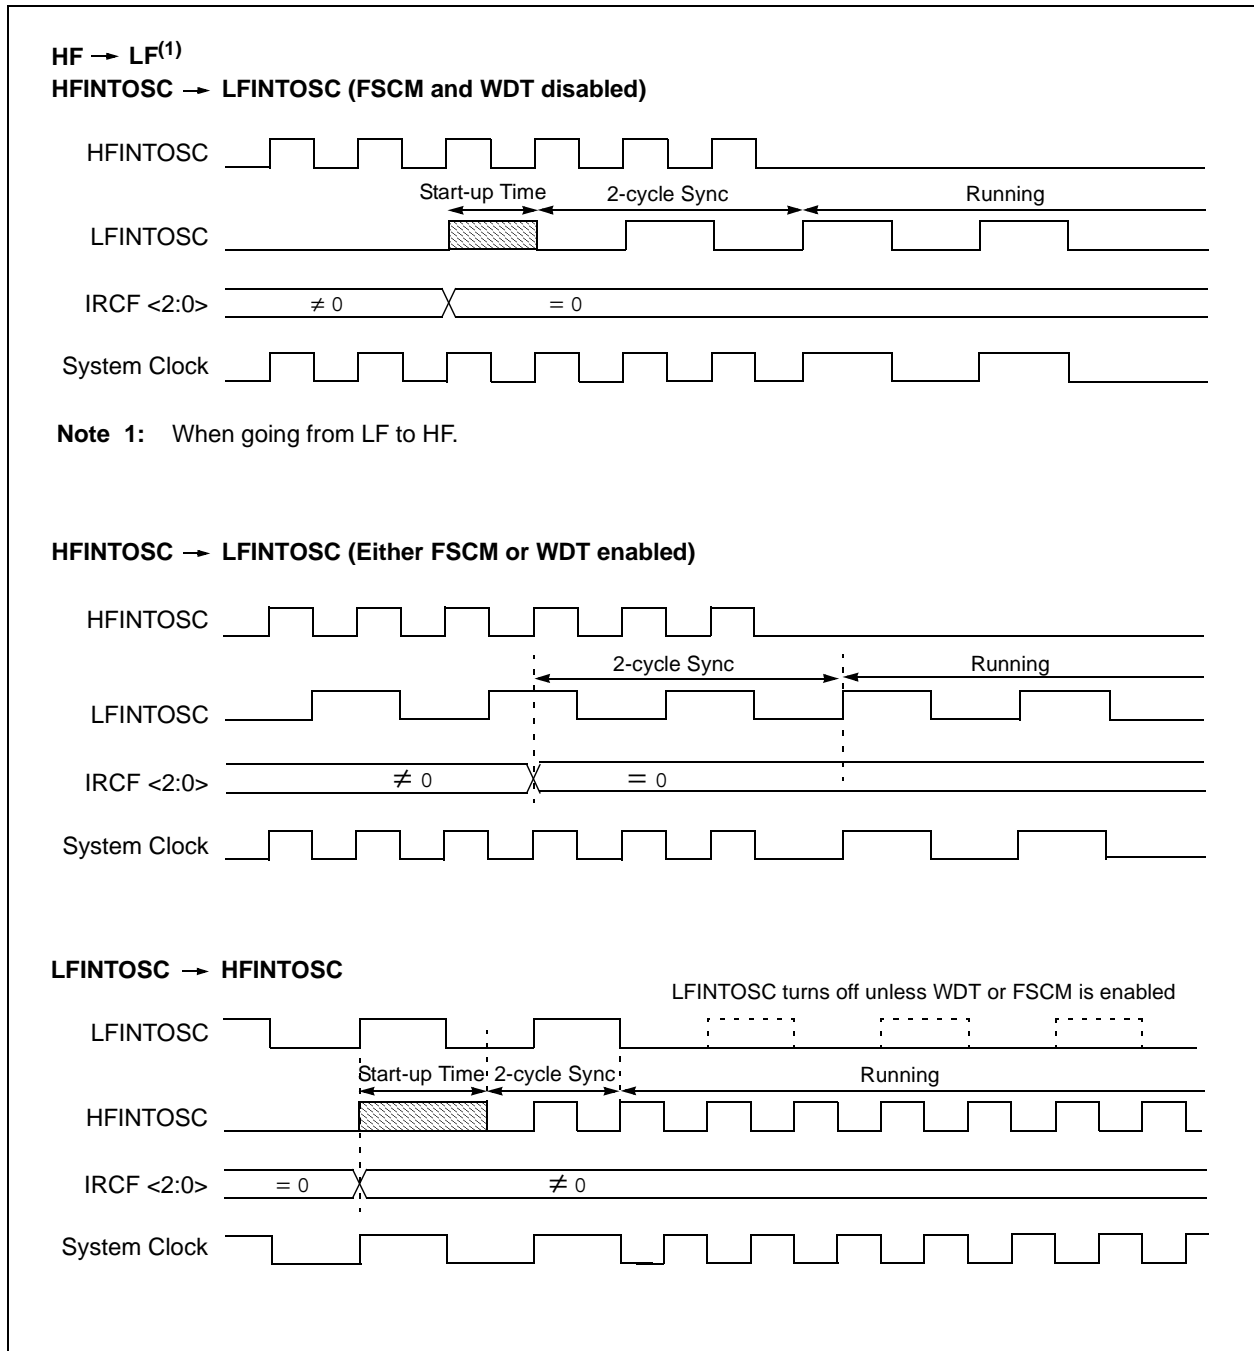 HF → LF(1)
HFINTOSC → LFINTOSC (FSCM and WDT disabled)
HFINTOSC
Start-up Time 2-cycle Sync Running
LFINTOSC
IRCF <2:0> ≠ 0 = 0
System Clock
Note 1: When going from LF to HF.
HFINTOSC → LFINTOSC (Either FSCM or WDT enabled)
HFINTOSC
2-cycle Sync Running
LFINTOSC
IRCF <2:0> ≠ 0 = 0
System Clock
LFINTOSC → HFINTOSC
LFINTOSC turns off unless WDT or FSCM is enabled
LFINTOSC
Start-up Time 2-cycle Sync Running
HFINTOSC
IRCF <2:0> = 0 ≠ 0
System Clock